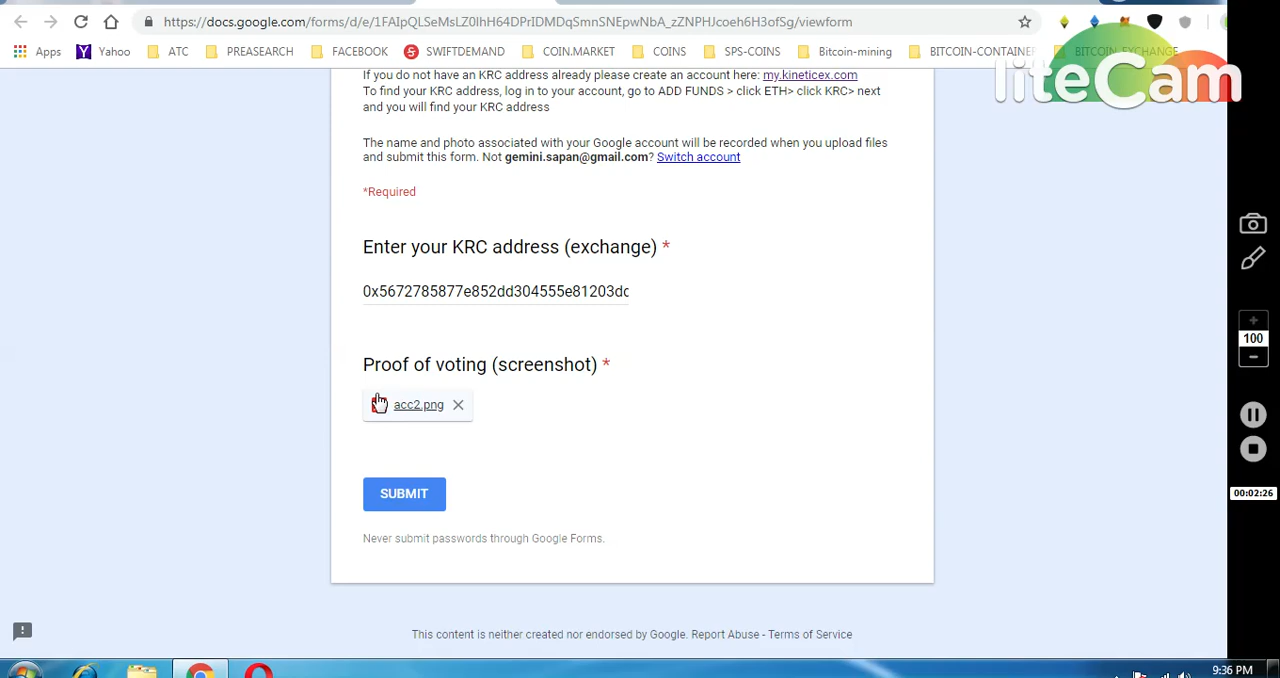 https://docs.google.com/forms/d/e/1FAIpQLSeMsLZ0IhH64DPrIDMDqSmnSNEpwNbA_zZNPHJcoeh6H3ofSg/viewform
Apps Yahoo ATC PREASEARCH FACEBOOK SWIFTDEMAND COIN.MARKET COINS SPS-COINS Bitcoin-mining BITCOIN-CONTAINE BITCOIN-EXCHANGE
liteCam
If you do not have an KRC address already please create an account here: my.kineticex.com
To find your KRC address, log in to your account, go to ADD FUNDS > click ETH> click KRC> next
and you will find your KRC address
The name and photo associated with your Google account will be recorded when you upload files
and submit this form. Not gemini.sapan@gmail.com? Switch account
*Required
Enter your KRC address (exchange) *
0x5672785877e852dd304555e81203dc
100
Proof of voting (screenshot) *
acc2.png
SUBMIT
00:02:26
Never submit passwords through Google Forms.
This content is neither created nor endorsed by Google. Report Abuse - Terms of Service
9:36 PM